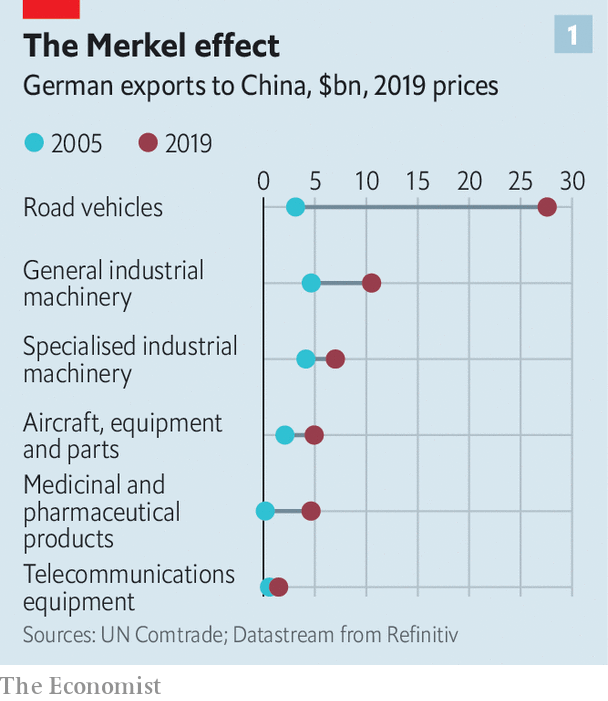 1
The Merkel effect
German exports to China, $bn, 2019 prices
2005 2019
0 5 10 15 20 25 30
Road vehicles
General industrial
machinery
Specialised industrial
machinery
Aircraft, equipment
and parts
Medicinal and
pharmaceutical
products
Telecommunications
equipment
Sources: UN Comtrade; Datastream from Refinitiv
The Economist